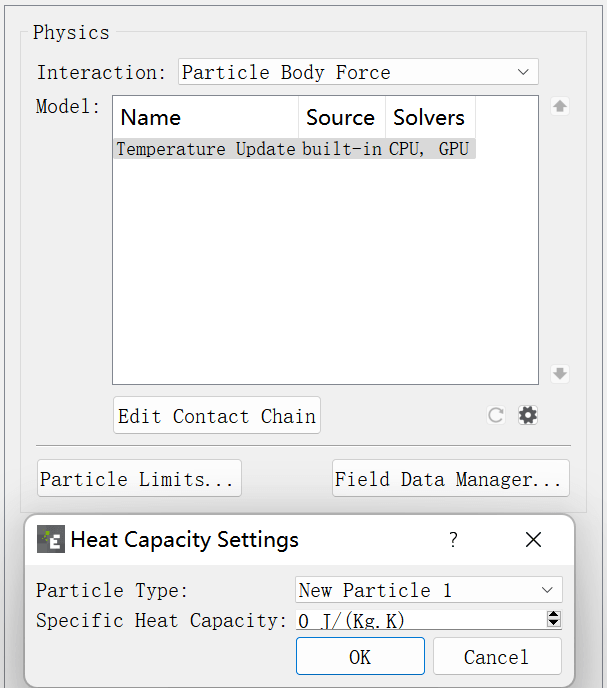 Physics
Interaction: Particle Body Force
Model:
Name Source Solvers
Temperature Update built-in CPU, GPU
Edit Contact Chain
Particle Limits... Field Data Manager...
E Heat Capacity Settings ?
Particle Type: New Particle 1
Specific Heat Capacity: 0 J/(Kg.K)
OK Cancel